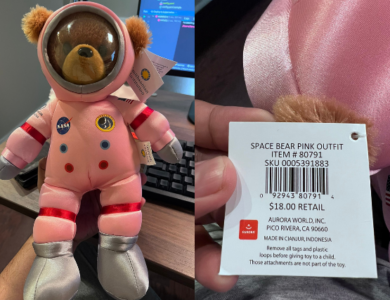 NASA
SPACE BEAR PINK OUTFIT
ITEM # 80791
SKU 0005391883
0 92943 80791 4
$18.00 RETAIL
AURORA WORLD, INC.
PICO RIVERA, CA 90660
MADE IN CIANJUR, INDONESIA
Remove all tags and plastic
loops before giving toy to a child.
Those attachments are not part of the toy.